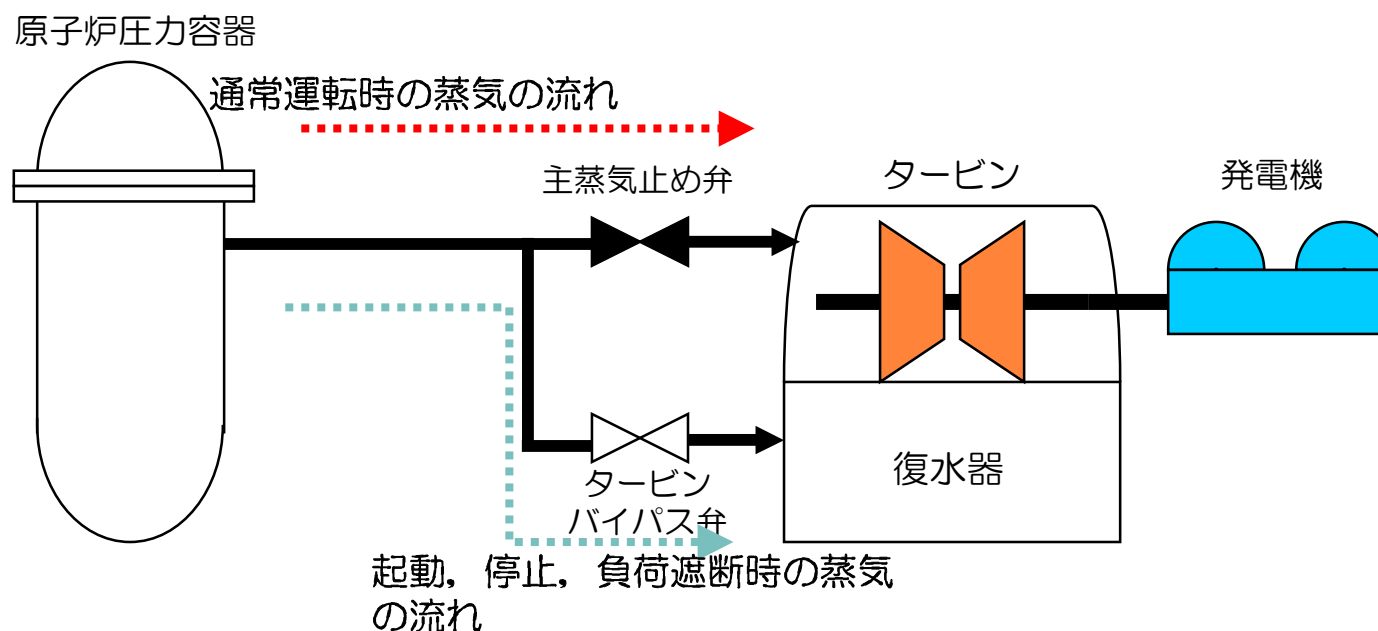 原子炉圧力容器
通常運転時の蒸気の流れ
主蒸気止め弁
タービン
発電機
復水器
タービン
バイパス弁
起動，停止，負荷遮断時の蒸気
の流れ